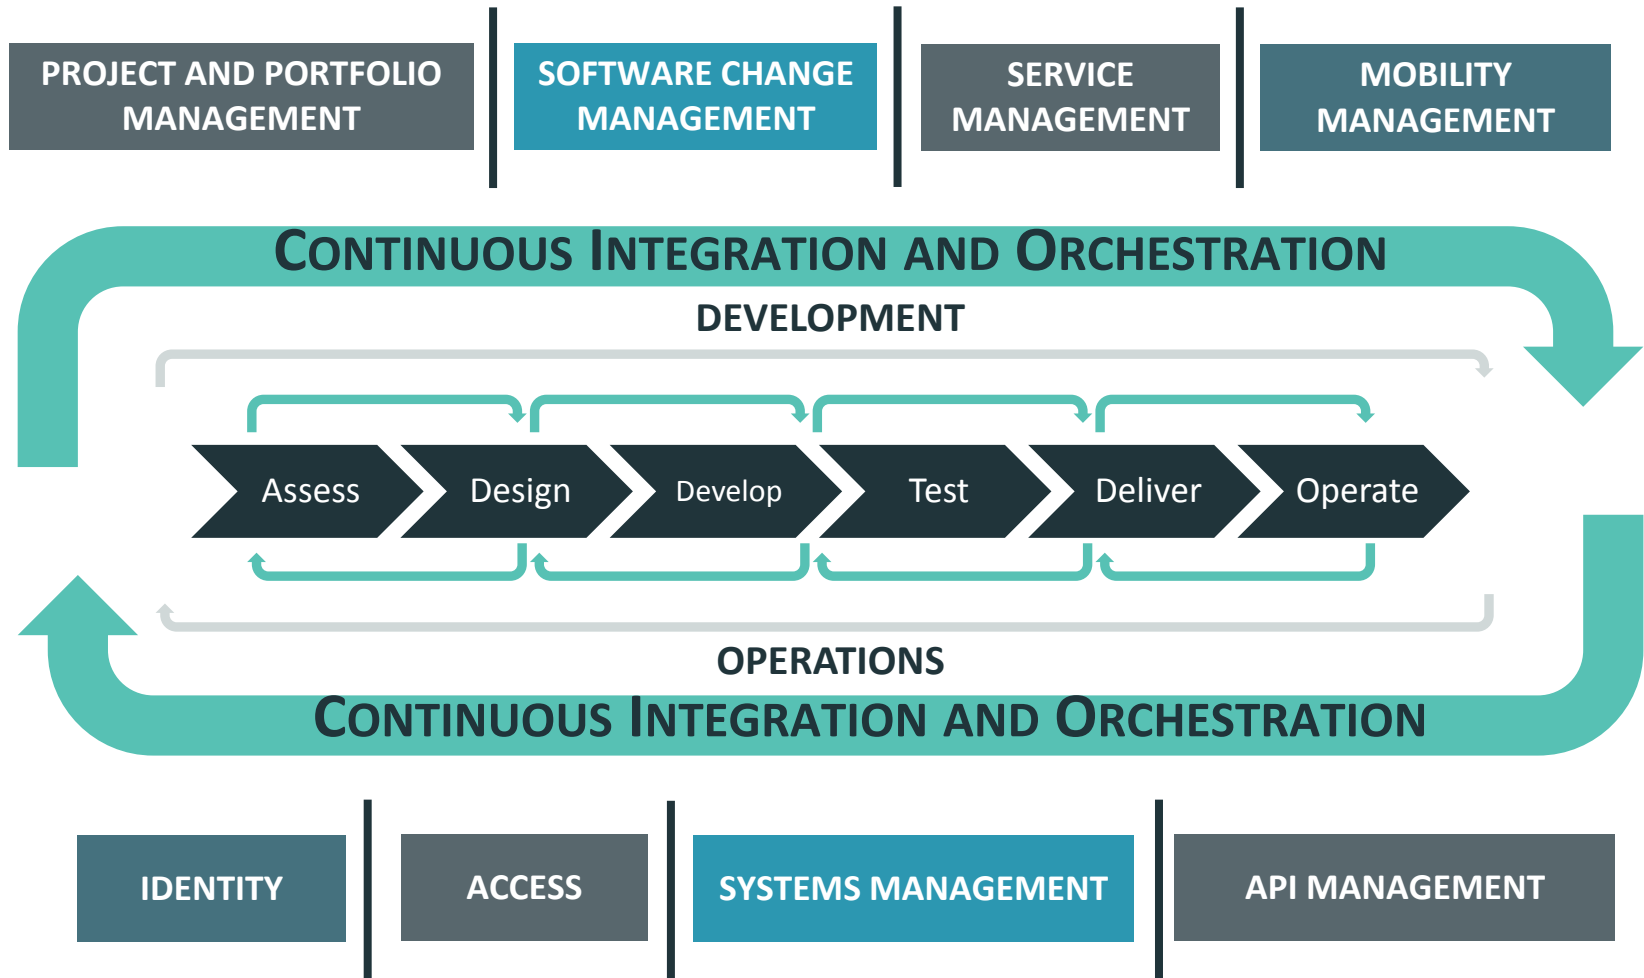 PROJECT AND PORTFOLIO
MANAGEMENT
SOFTWARE CHANGE
MANAGEMENT
SERVICE
MANAGEMENT
MOBILITY
MANAGEMENT
CONTINUOUS INTEGRATION AND ORCHESTRATION
DEVELOPMENT
Assess
Design
Develop
Test
Deliver
Operate
OPERATIONS
CONTINUOUS INTEGRATION AND ORCHESTRATION
IDENTITY
ACCESS
SYSTEMS MANAGEMENT
API MANAGEMENT